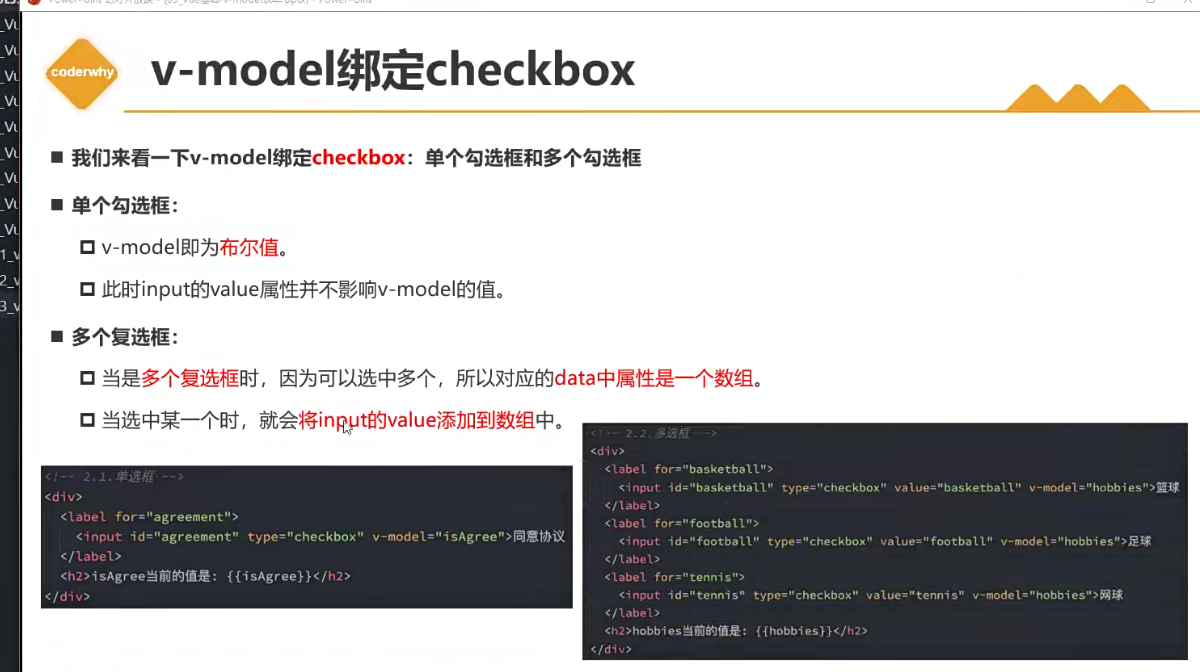 coderwhy
v-model绑定checkbox
我们来看一下v-model绑定checkbox：单个勾选框和多个勾选框
单个勾选框：
v-model即为布尔值。
此时input的value属性并不影响v-model的值。
多个复选框：
当是多个复选框时，因为可以选中多个，所以对应的data中属性是一个数组。
当选中某一个时，就会将input的value添加到数组中。
<!-- 2.1.单选框 -->
<div>
<label for="agreement">
<input id="agreement" type="checkbox" v-model="isAgree">同意协议
</label>
<h2>isAgree当前的值是: {{isAgree}}</h2>
</div>
<!-- 2.2.多选框 -->
<div>
<label for="basketball">
<input id="basketball" type="checkbox" value="basketball" v-model="hobbies">篮球
</label>
<label for="football">
<input id="football" type="checkbox" value="football" v-model="hobbies">足球
</label>
<label for="tennis">
<input id="tennis" type="checkbox" value="tennis" v-model="hobbies">网球
</label>
<h2>hobbies当前的值是: {{hobbies}}</h2>
</div>